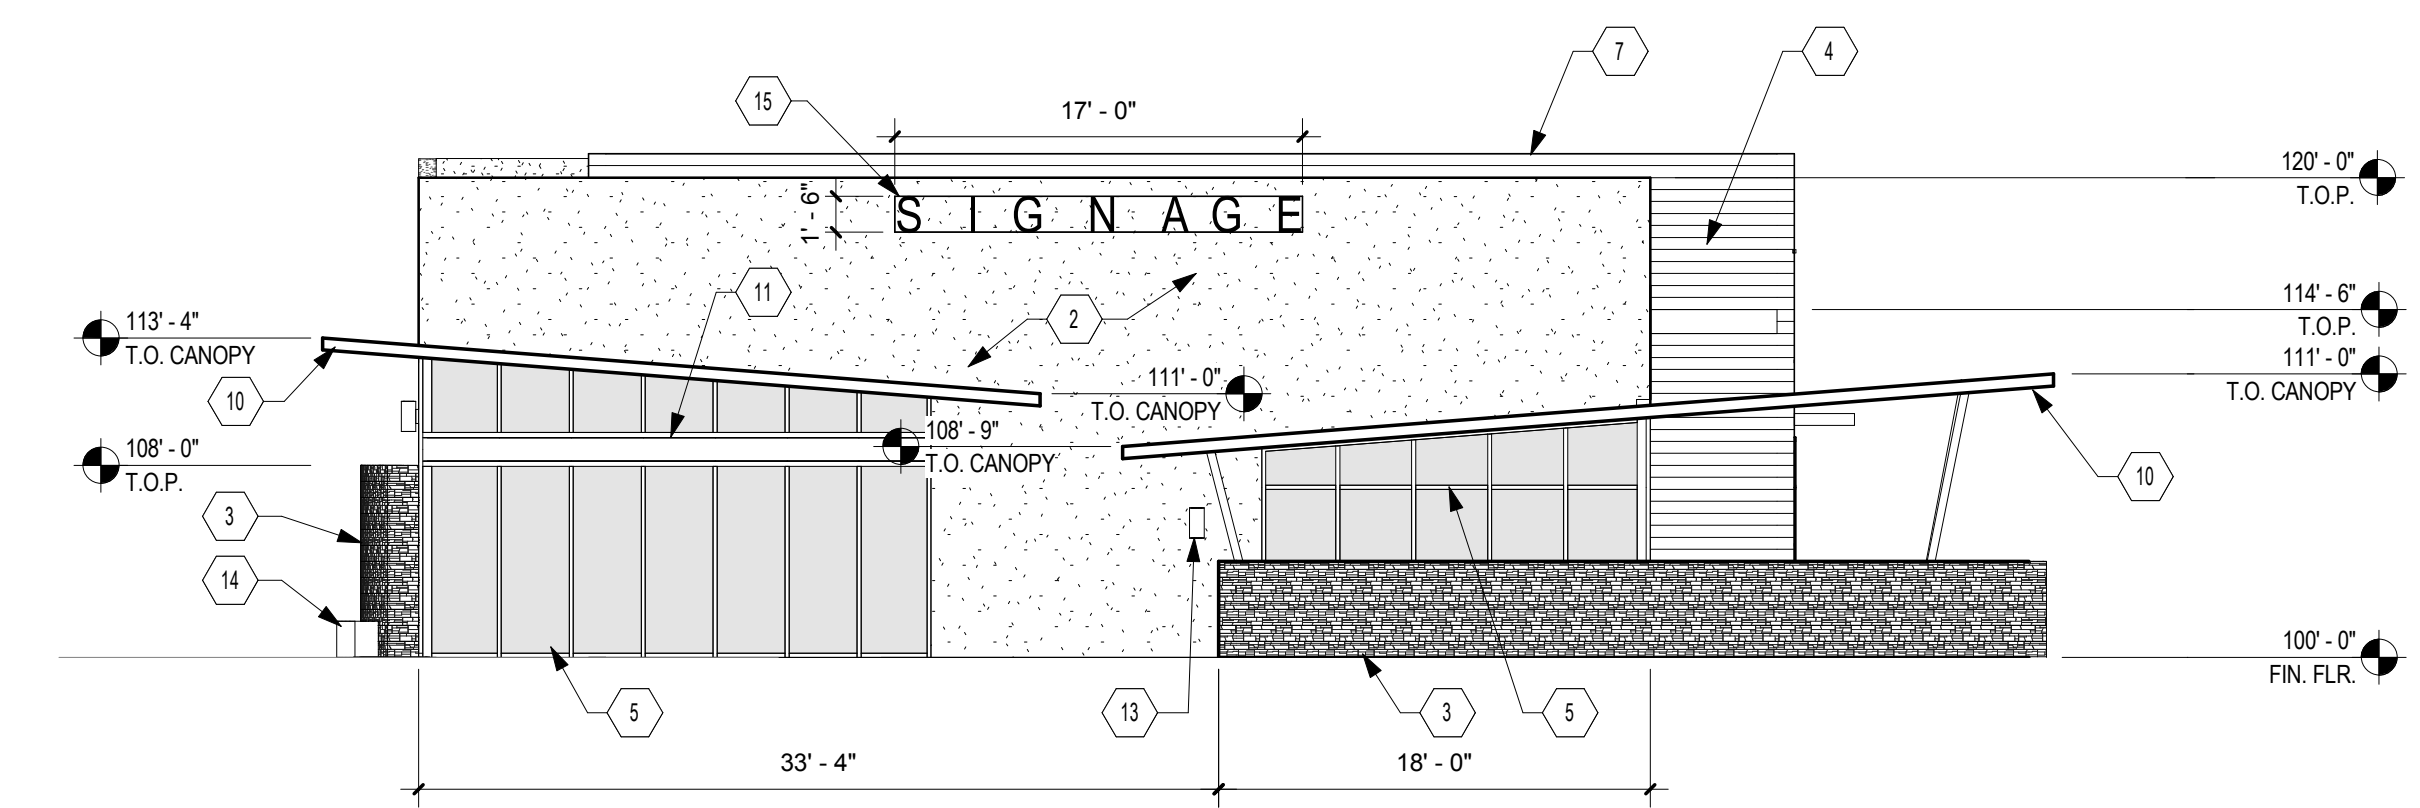 7
4
15
17' - 0"
120' - 0"
T.O.P.
1' - 6"
S I G N A G E
11
2
114' - 6"
T.O.P.
113' - 4"
T.O. CANOPY
111' - 0"
T.O. CANOPY
111' - 0"
T.O. CANOPY
10
108' - 9"
T.O. CANOPY
108' - 0"
T.O.P.
10
3
14
100' - 0"
FIN. FLR.
5
13
3
5
33' - 4"
18' - 0"